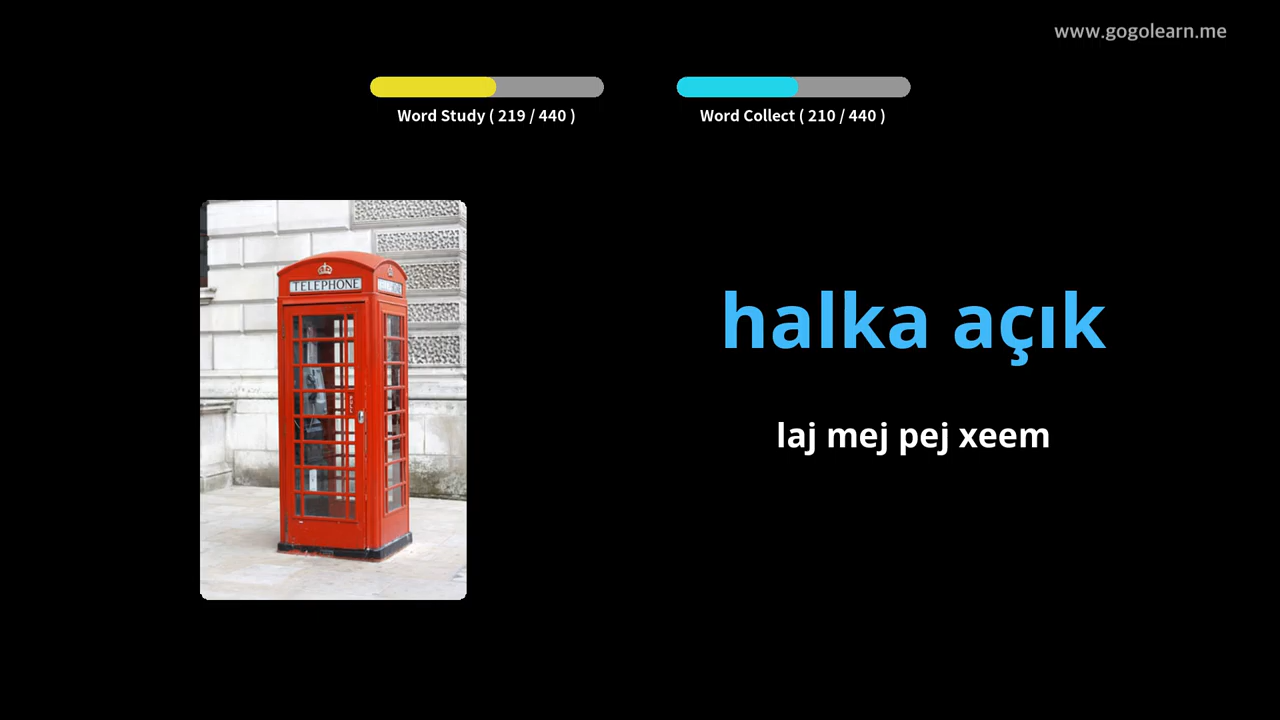 www.gogolearn.me
Word Study ( 219 / 440 )
Word Collect ( 210 / 440 )
TELEPHONE
halka açık
laj mej pej xeem